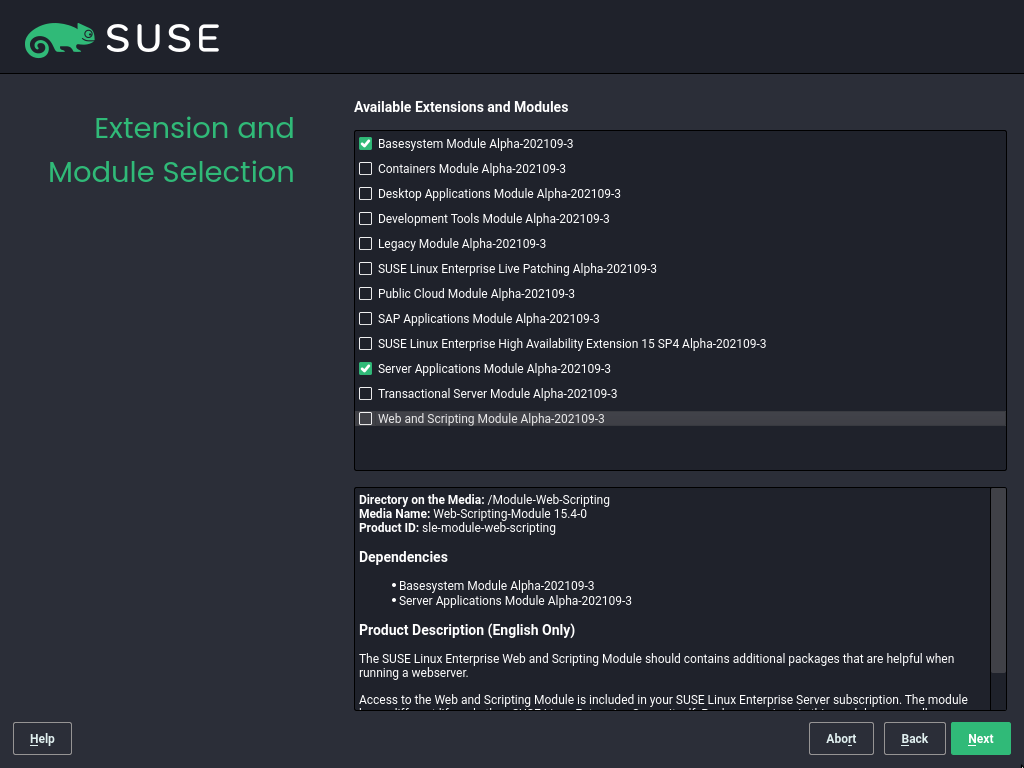 SUSE
Extension and
Module Selection
Available Extensions and Modules
Basesystem Module Alpha-202109-3
Containers Module Alpha-202109-3
Desktop Applications Module Alpha-202109-3
Development Tools Module Alpha-202109-3
Legacy Module Alpha-202109-3
SUSE Linux Enterprise Live Patching Alpha-202109-3
Public Cloud Module Alpha-202109-3
SAP Applications Module Alpha-202109-3
SUSE Linux Enterprise High Availability Extension 15 SP4 Alpha-202109-3
Server Applications Module Alpha-202109-3
Transactional Server Module Alpha-202109-3
Web and Scripting Module Alpha-202109-3
Directory on the Media: /Module-Web-Scripting
Media Name: Web-Scripting-Module 15.4-0
Product ID: sle-module-web-scripting
Dependencies
• Basesystem Module Alpha-202109-3
• Server Applications Module Alpha-202109-3
Product Description (English Only)
The SUSE Linux Enterprise Web and Scripting Module should contains additional packages that are helpful when
running a webserver.
Access to the Web and Scripting Module is included in your SUSE Linux Enterprise Server subscription. The module
Help
Abort
Back
Next